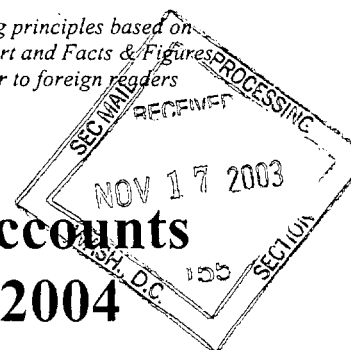 g principles based on
rt and Facts & Figures
r to foreign readers
SEC MAIL
RECEIVED
PROCESSING
NOV 17 2003
WASH, D.C.
155
SECTION
ccounts
2004